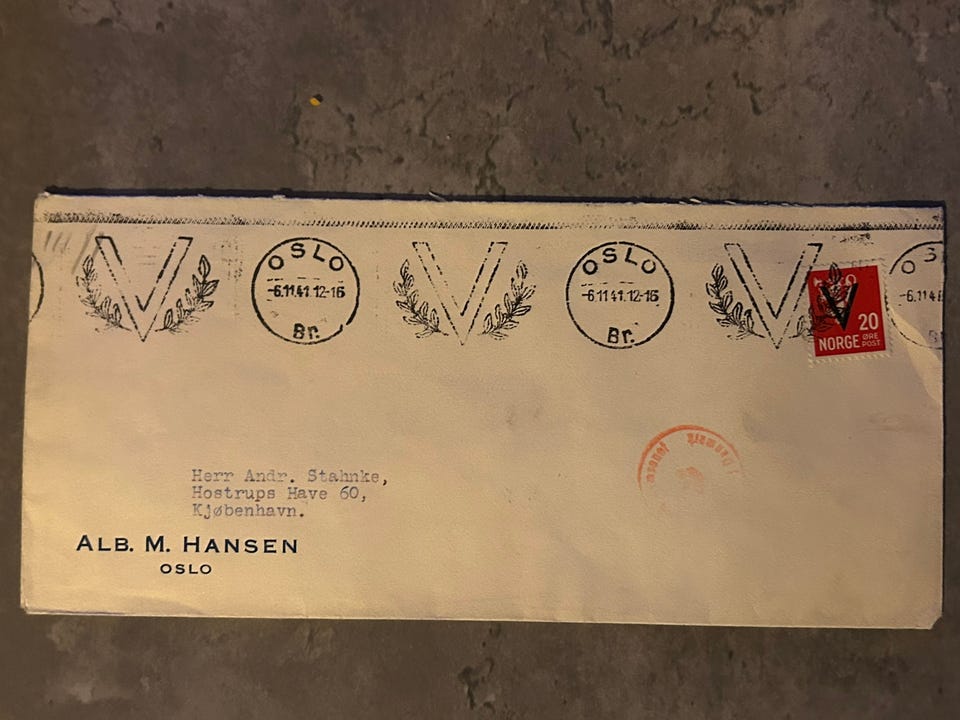 V
OSLO
-6.11.41.12-16
Br.
V
OSLO
-6.11.41.12-16
Br.
V
V
20
NORGE ØRE POST
Danmark
Herr Andr. Stahnke,
Hostrups Have 60,
Kjøbenhavn.
ALB. M. HANSEN
OSLO